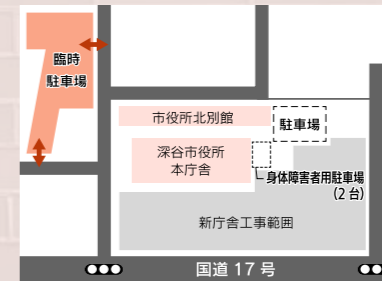 臨時
駐車場
市役所北別館
駐車場
深谷市役所
本庁舎
身体障害者用駐車場
(2台)
新庁舎工事範囲
国道17号